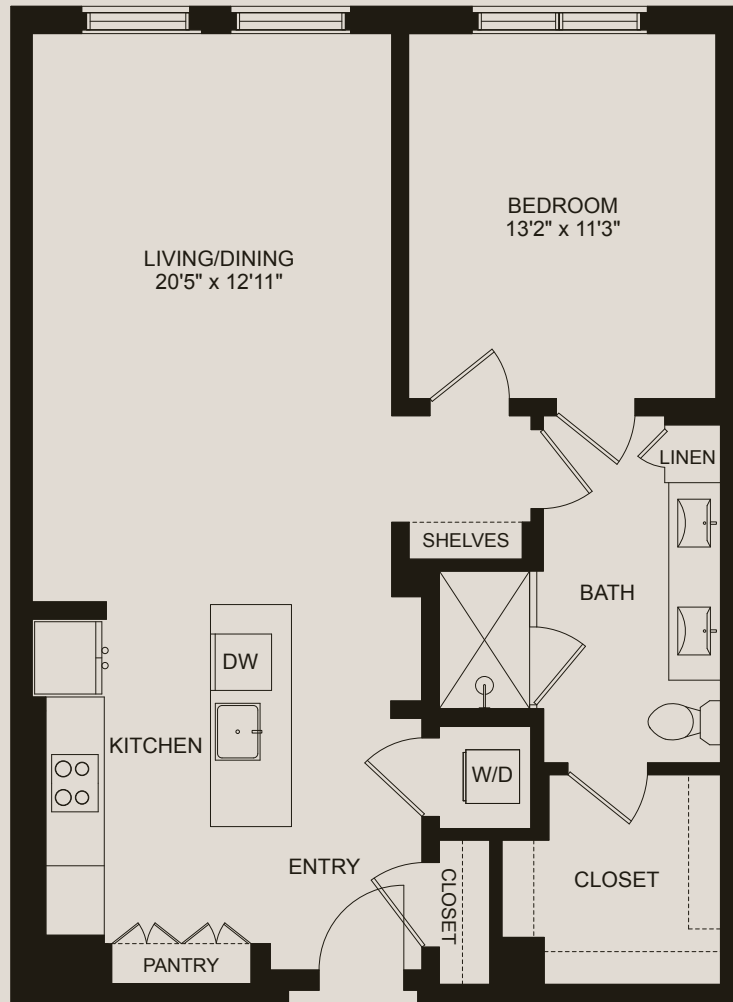 BEDROOM
13'2" x 11'3"
LIVING/DINING
20'5" x 12'11"
LINEN
SHELVES
BATH
DW
KITCHEN
W/D
ENTRY
CLOSET
CLOSET
PANTRY